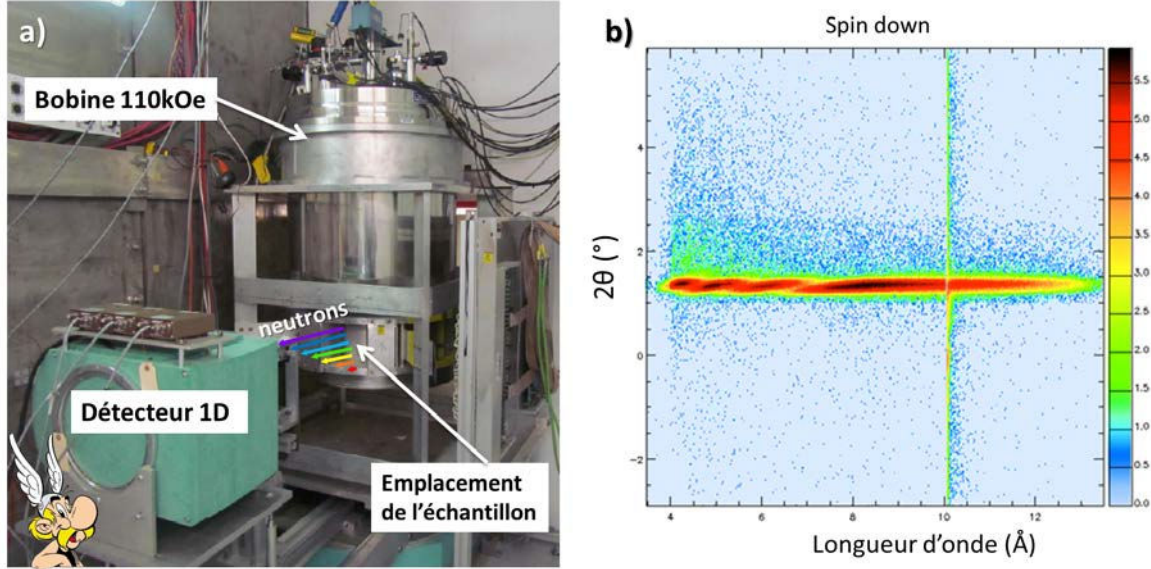 a)
Bobine 110kOe
neutrons
Détecteur 1D
Emplacement
de l'échantillon
b)
Spin down
2θ (°)
4
2
0
-2
4
6
8
10
12
Longueur d'onde (Å)
5.5
5.0
4.5
4.0
3.5
3.0
2.5
2.0
1.5
1.0
0.5
0.0